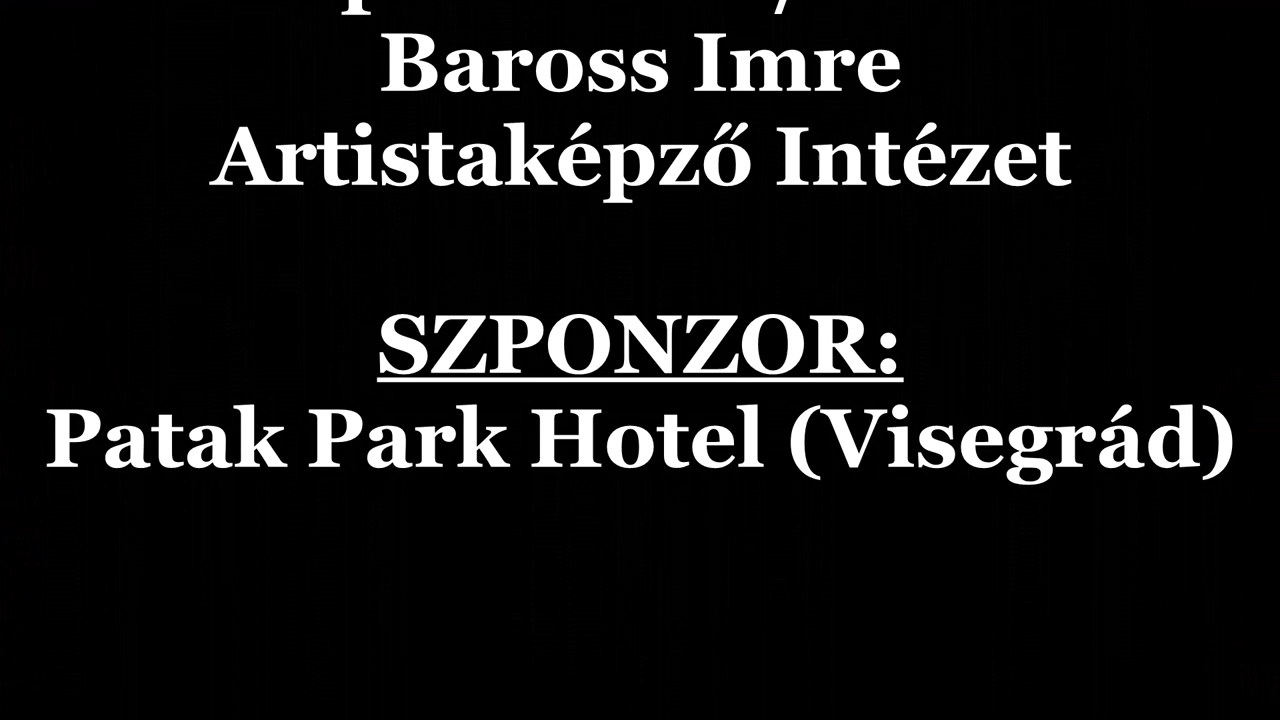 Baross Imre
Artistaképző Intézet
SZPONZOR:
Patak Park Hotel (Visegrád)